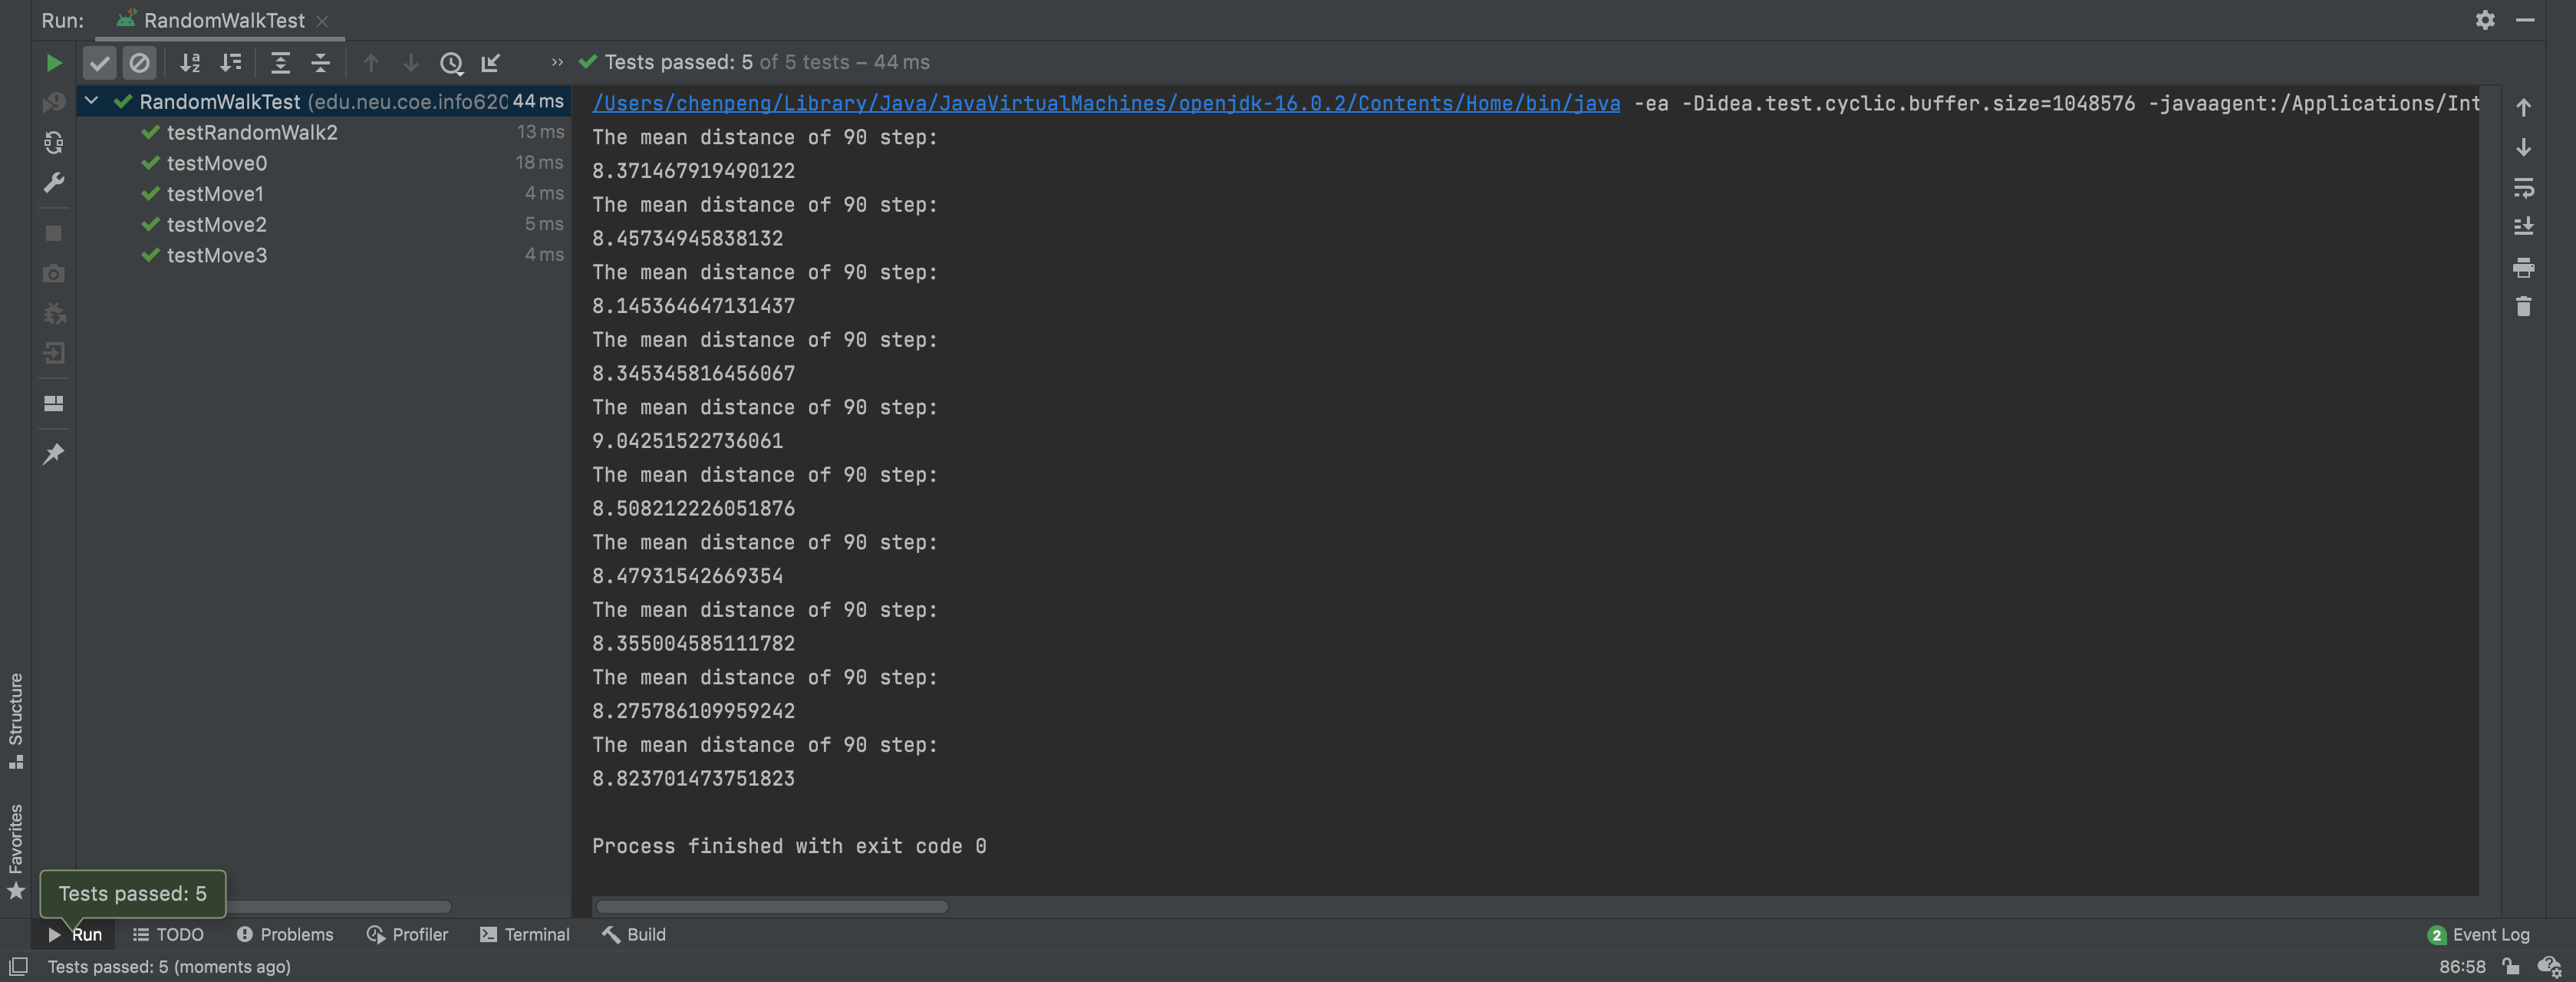 Run: RandomWalkTest
Tests passed: 5 of 5 tests – 44 ms
RandomWalkTest (edu.neu.coe.info620 44 ms
testRandomWalk2 13 ms
testMove0 18 ms
testMove1 4 ms
testMove2 5 ms
testMove3 4 ms
/Users/chenpeng/Library/Java/JavaVirtualMachines/openjdk-16.0.2/Contents/Home/bin/java -ea -Didea.test.cyclic.buffer.size=1048576 -javaagent:/Applications/Int
The mean distance of 90 step:
8.371467919490122
The mean distance of 90 step:
8.45734945838132
The mean distance of 90 step:
8.145364647131437
The mean distance of 90 step:
8.345345816456067
The mean distance of 90 step:
9.04251522736061
The mean distance of 90 step:
8.508212226051876
The mean distance of 90 step:
8.47931542669354
The mean distance of 90 step:
8.355004585111782
The mean distance of 90 step:
8.275786109959242
The mean distance of 90 step:
8.823701473751823
Process finished with exit code 0
Structure
Favorites
Tests passed: 5
Run TODO Problems Profiler Terminal Build 2 Event Log
Tests passed: 5 (moments ago) 86:58